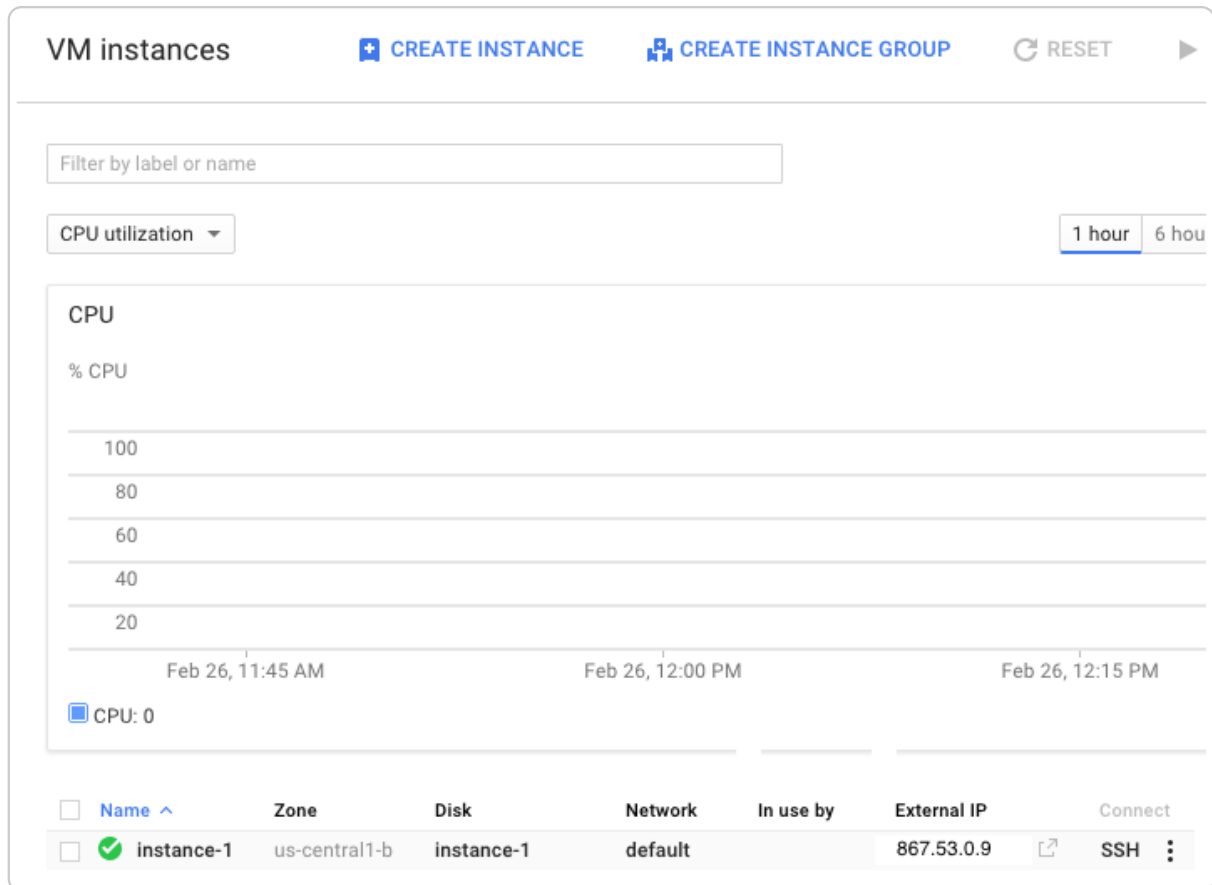 VM instances CREATE INSTANCE CREATE INSTANCE GROUP RESET
Filter by label or name
CPU utilization 1 hour 6 hou
CPU
% CPU
100
80
60
40
20
Feb 26, 11:45 AM Feb 26, 12:00 PM Feb 26, 12:15 PM
CPU: 0
Name Zone Disk Network In use by External IP Connect
instance-1 us-central1-b instance-1 default 867.53.0.9 SSH